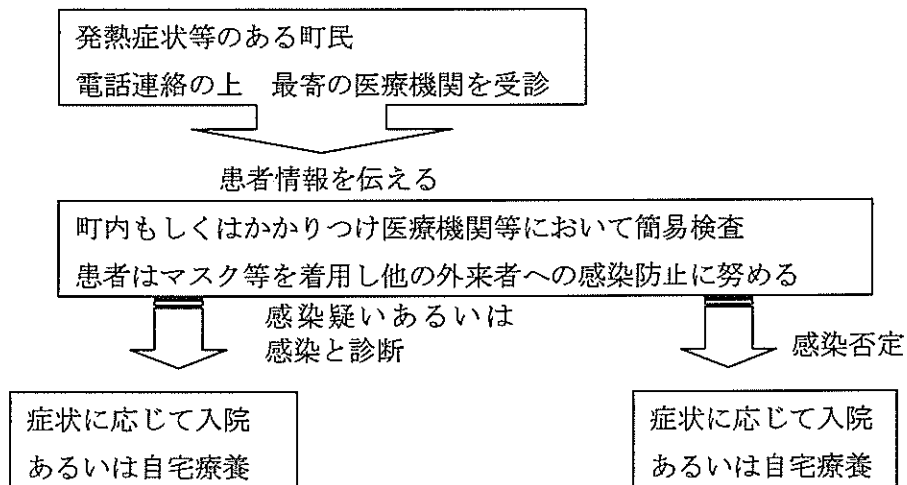 発熱症状等のある町民
電話連絡の上　最寄の医療機関を受診
患者情報を伝える
町内もしくはかかりつけ医療機関等において簡易検査
患者はマスク等を着用し他の外来者への感染防止に努める
感染疑いあるいは
感染と診断
感染否定
症状に応じて入院
あるいは自宅療養
症状に応じて入院
あるいは自宅療養